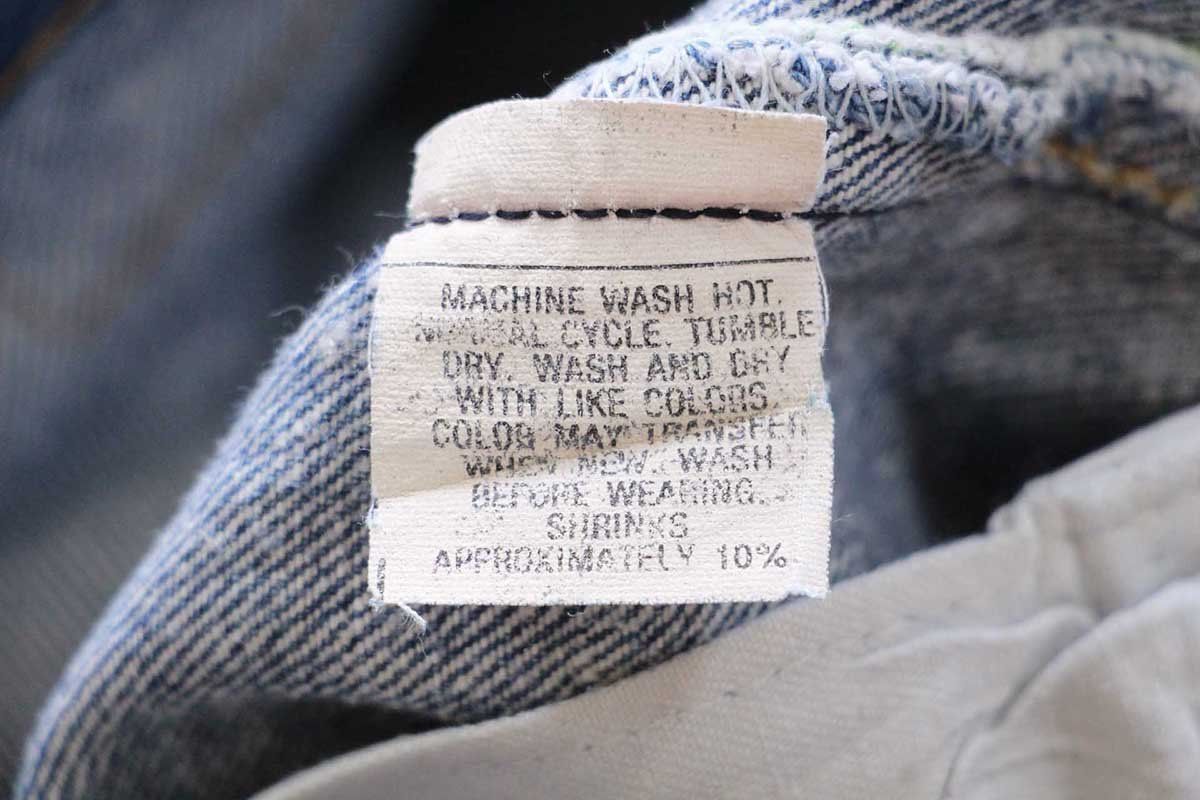 MACHINE WASH HOT.
NORMAL CYCLE. TUMBLE
DRY. WASH AND DRY
WITH LIKE COLORS.
COLOR MAY TRANSFER
WHEN NEW. WASH
BEFORE WEARING.
SHRINKS
APPROXIMATELY 10%